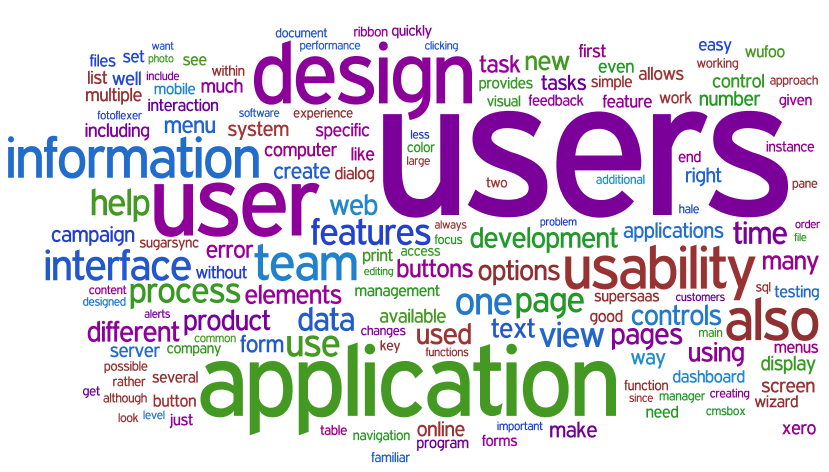 document ribbon quickly
want performance clicking
files set photo see design first easy wudoo
task new even working
list well include within provides tasks simple allows control approach
multiple mobile much visual feedback feature work number given
interaction
fotoflexer software experience users
including menu system specific less instance
information computer like color end
large
create dialog two additional right pane
help user web hale
campaign features always problem applications time order
sugarsync error print access focus development file
interface without team editing buttons options usability many
content process elements management sql testing
designed one page supersaas customers
alerts product data available good controls also
different changes used text view pages main
common form use key way using menus
server company functions display
possible application dashboard
rather several function screen
get although button since manager creating wizard
look level just need cmsbox
table navigation online important make xero
program forms
familiar